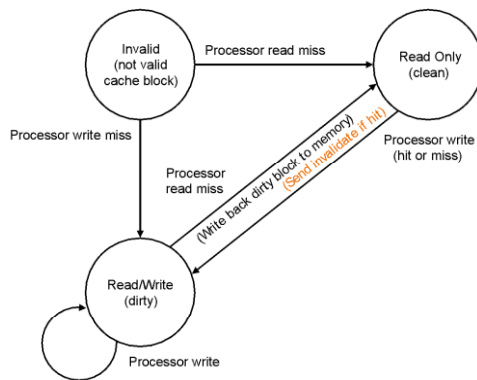 Invalid
(not valid
cache block)
Processor read miss
Read Only
(clean)
Processor write miss
Processor
read miss
(Write back dirty block to memory)
(Send invalidate if hit)
Processor write
(hit or miss)
Read/Write
(dirty)
Processor write